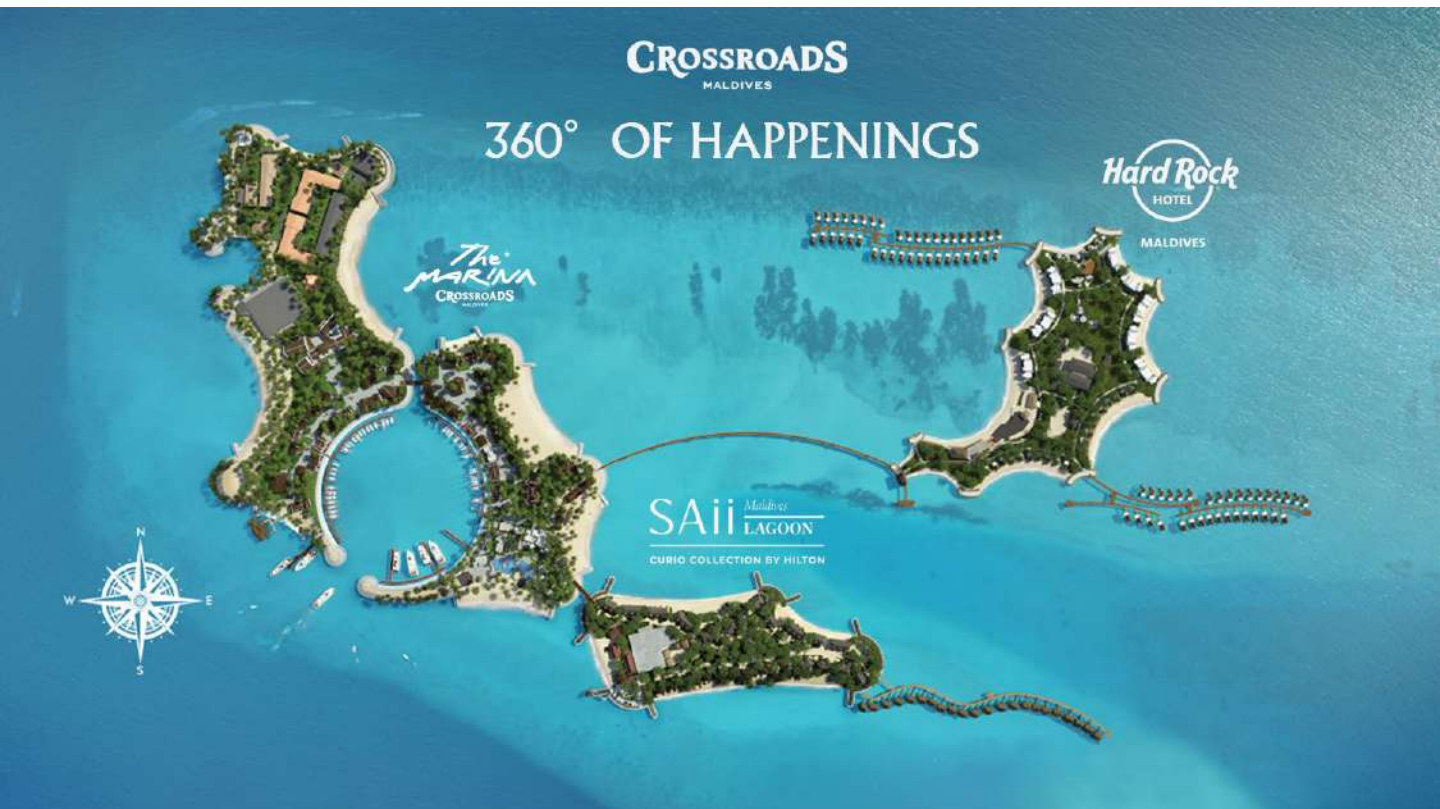 CROSSROADS
MALDIVES
360° OF HAPPENINGS
Hard Rock
HOTEL
MALDIVES
The
MARINA
CROSSROADS
MALDIVES
SAii Maldives
LAGOON
CURIO COLLECTION BY HILTON
N
W E
S